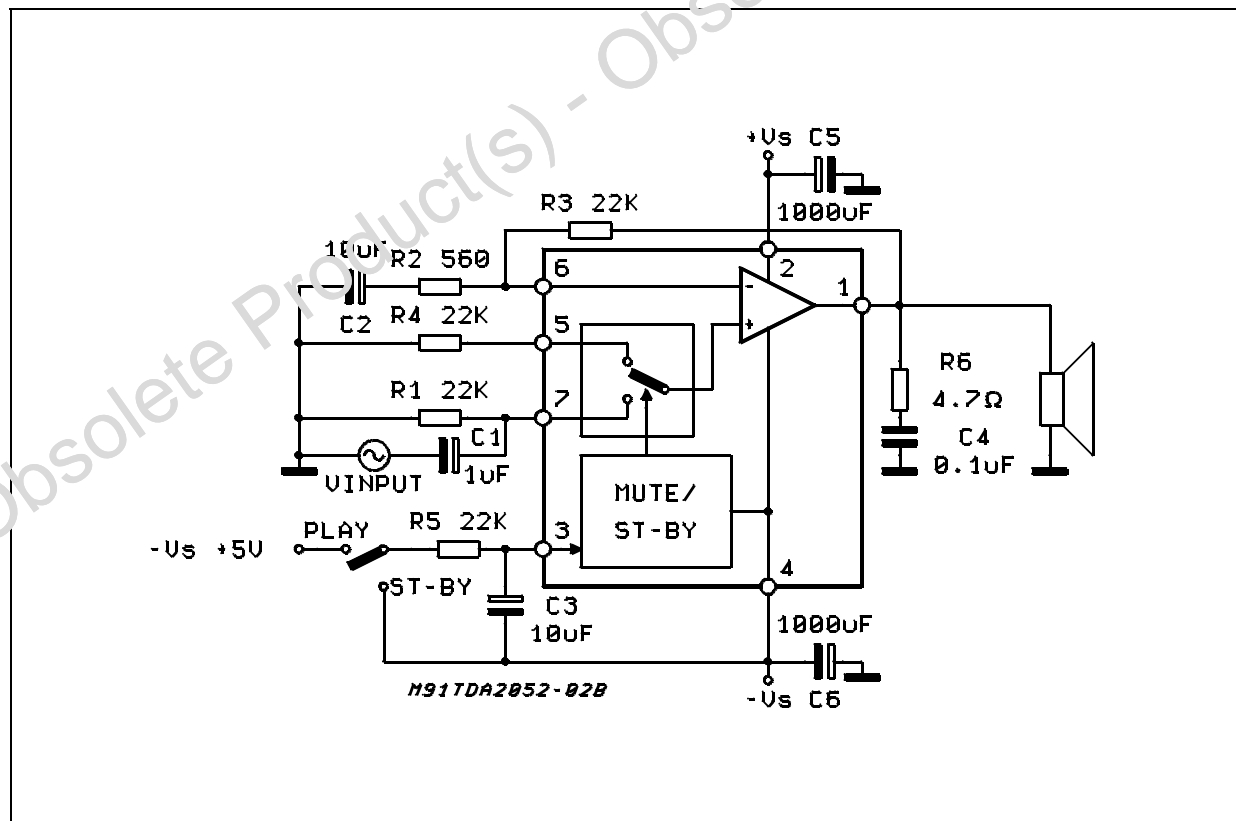 Obsolete Product(s) - Obso
+Vs C5
1000uF
R3 22K
10uF
R2 560
6
2
1
C2
R4 22K
5
-
+
R6
4.7Ω
R1 22K
7
C4
0.1uF
C1
1uF
VINPUT
MUTE/
ST-BY
PLAY
R5 22K
3
-Vs +5V
ST-BY
4
C3
10uF
1000uF
M91TDA2052-02B
-Vs C6